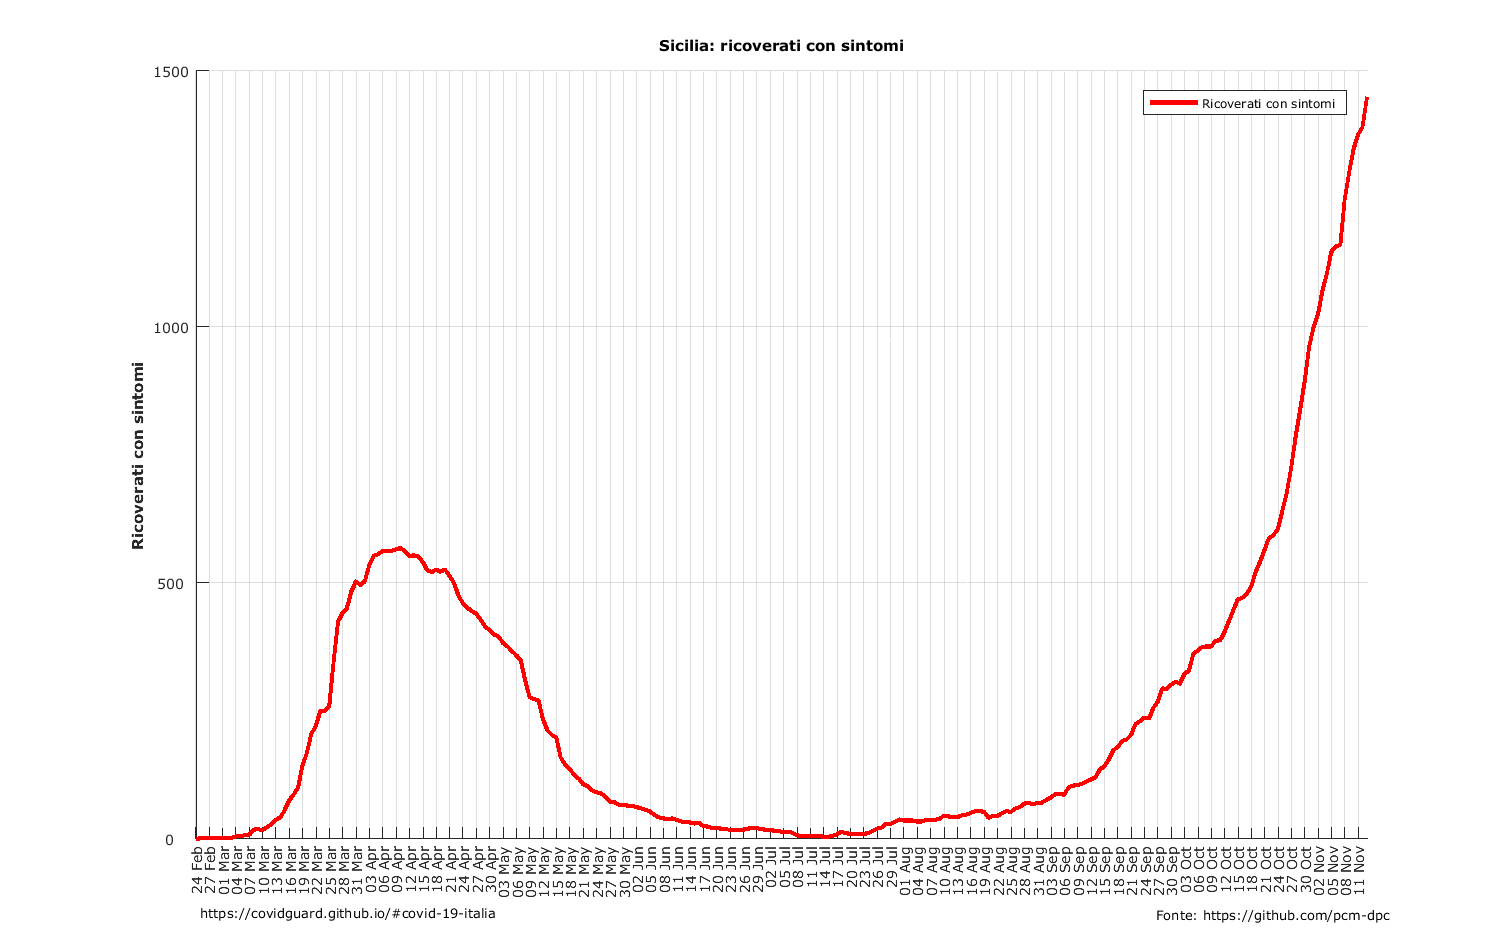 Sicilia: ricoverati con sintomi
1500
Ricoverati con sintomi
1000
Ricoverati con sintomi
500
0
24 Feb
27 Feb
01 Mar
04 Mar
07 Mar
10 Mar
13 Mar
16 Mar
19 Mar
22 Mar
25 Mar
28 Mar
31 Mar
03 Apr
06 Apr
09 Apr
12 Apr
15 Apr
18 Apr
21 Apr
24 Apr
27 Apr
30 Apr
03 May
06 May
09 May
12 May
15 May
18 May
21 May
24 May
27 May
30 May
02 Jun
05 Jun
08 Jun
11 Jun
14 Jun
17 Jun
20 Jun
23 Jun
26 Jun
29 Jun
02 Jul
05 Jul
08 Jul
11 Jul
14 Jul
17 Jul
20 Jul
23 Jul
26 Jul
29 Jul
01 Aug
04 Aug
07 Aug
10 Aug
13 Aug
16 Aug
19 Aug
22 Aug
25 Aug
28 Aug
31 Aug
03 Sep
06 Sep
09 Sep
12 Sep
15 Sep
18 Sep
21 Sep
24 Sep
27 Sep
30 Sep
03 Oct
06 Oct
09 Oct
12 Oct
15 Oct
18 Oct
21 Oct
24 Oct
27 Oct
30 Oct
02 Nov
05 Nov
08 Nov
11 Nov
https://covidguard.github.io/#covid-19-italia
Fonte: https://github.com/pcm-dpc